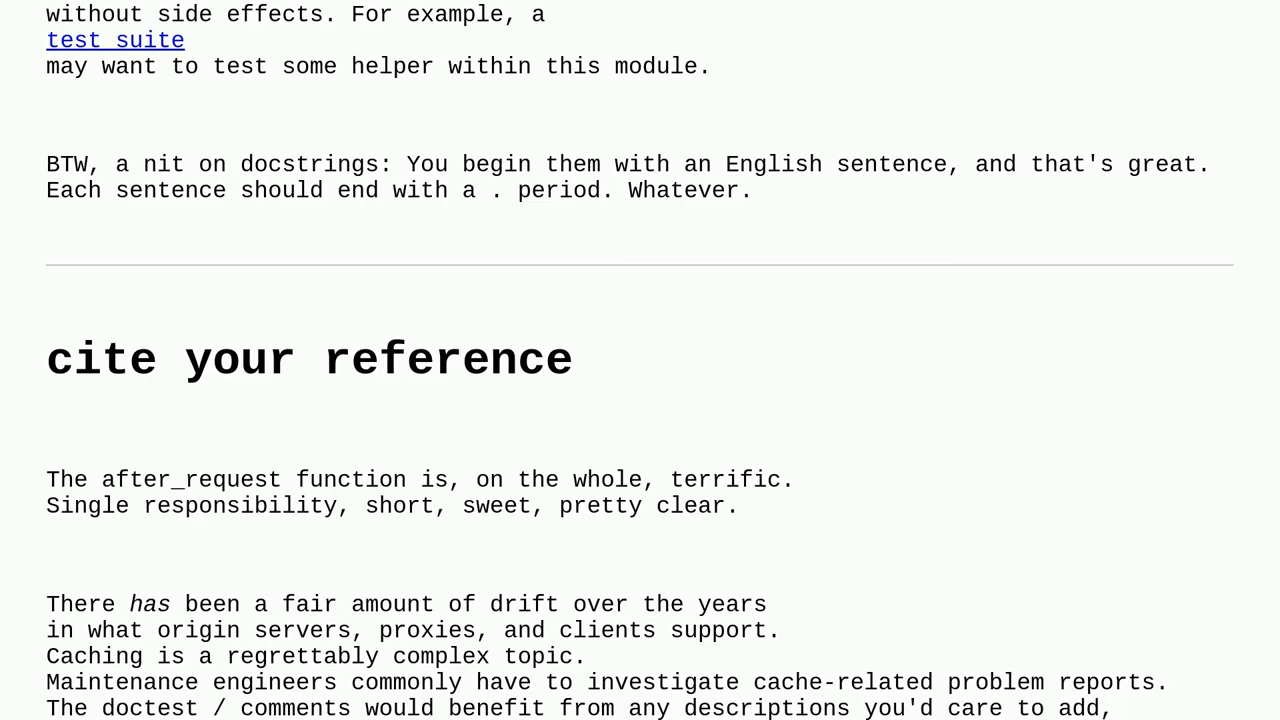 without side effects. For example, a
test suite
may want to test some helper within this module.
BTW, a nit on docstrings: You begin them with an English sentence, and that's great.
Each sentence should end with a . period. Whatever.
cite your reference
The after_request function is, on the whole, terrific.
Single responsibility, short, sweet, pretty clear.
There has been a fair amount of drift over the years
in what origin servers, proxies, and clients support.
Caching is a regrettably complex topic.
Maintenance engineers commonly have to investigate cache-related problem reports.
The doctest / comments would benefit from any descriptions you'd care to add,